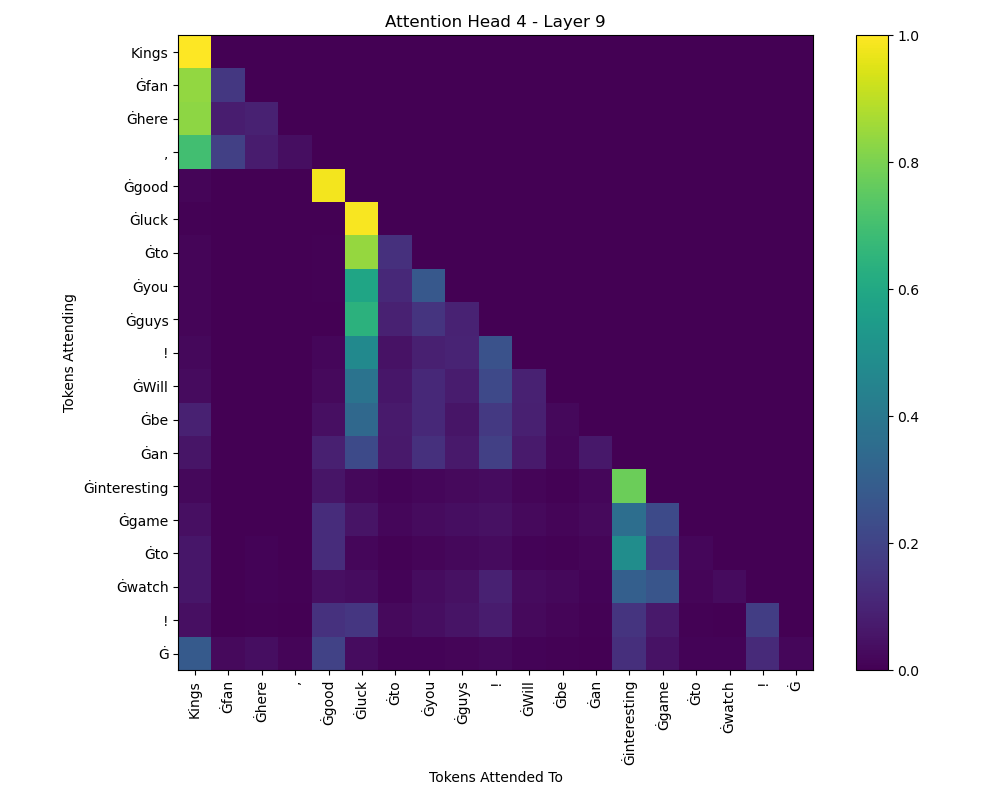 Attention Head 4 - Layer 9
Kings
Ġfan
Ġhere
,
Ġgood
Ġluck
Ġto
Ġyou
Ġguys
!
ĠWill
Ġbe
Ġan
Ġinteresting
Ġgame
Ġto
Ġwatch
!
Ġ
Tokens Attending
Kings
Ġfan
Ġhere
,
Ġgood
Ġluck
Ġto
Ġyou
Ġguys
!
ĠWill
Ġbe
Ġan
Ġinteresting
Ġgame
Ġto
Ġwatch
!
Ġ
Tokens Attended To
1.0
0.8
0.6
0.4
0.2
0.0